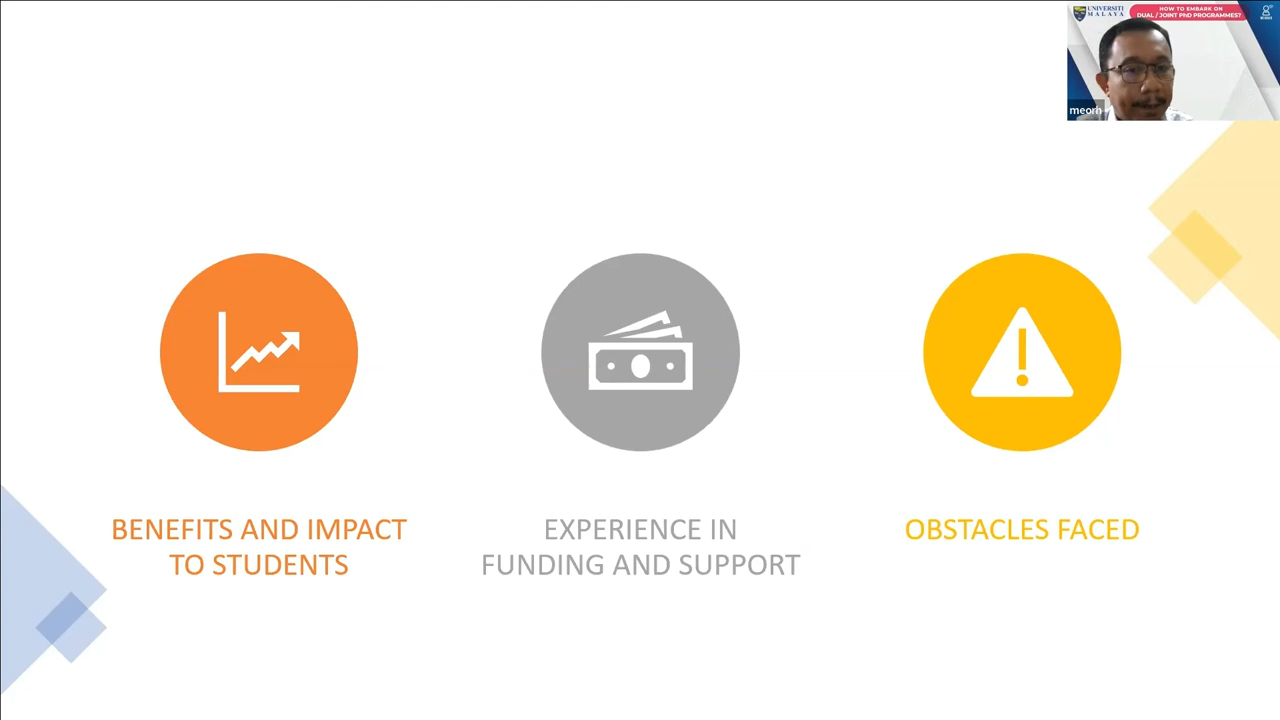 UNIVERSITI
MALAYA
HOW TO EMBARK ON
DUAL / JOINT PhD PROGRAMMES?
meorh
BENEFITS AND IMPACT
TO STUDENTS
EXPERIENCE IN
FUNDING AND SUPPORT
OBSTACLES FACED